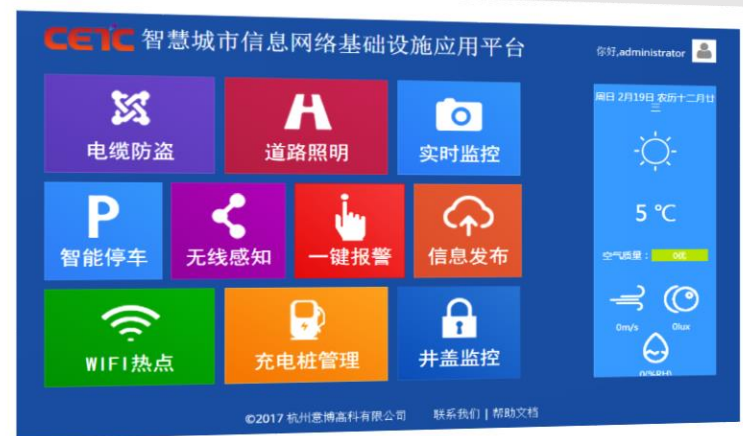 CETC 智慧城市信息网络基础设施应用平台
你好,administrator
电缆防盗
道路照明
实时监控
智能停车
无线感知
一键报警
信息发布
WIFI热点
充电桩管理
井盖监控
周日 2月19日 农历十二月廿
三
5 ℃
空气质量： 0优
0m/s
0lux
0(%RH)
©2017 杭州意博高科有限公司 联系我们 | 帮助文档